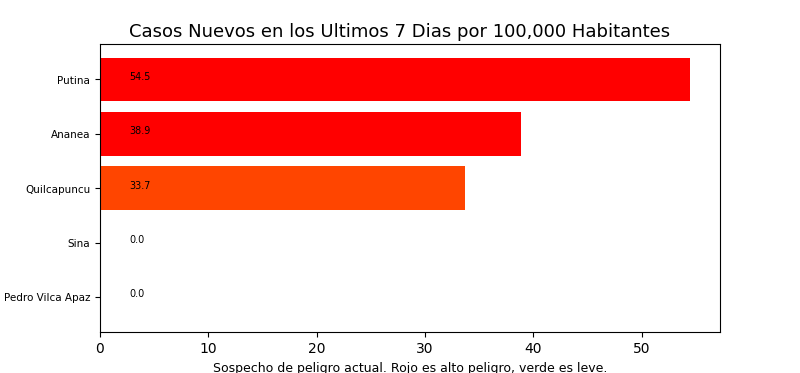 Casos Nuevos en los Ultimos 7 Dias por 100,000 Habitantes
Putina
54.5
Ananea
38.9
Quilcapuncu
33.7
Sina
0.0
Pedro Vilca Apaz
0.0
0 10 20 30 40 50
Sospecho de peligro actual. Rojo es alto peligro, verde es leve.